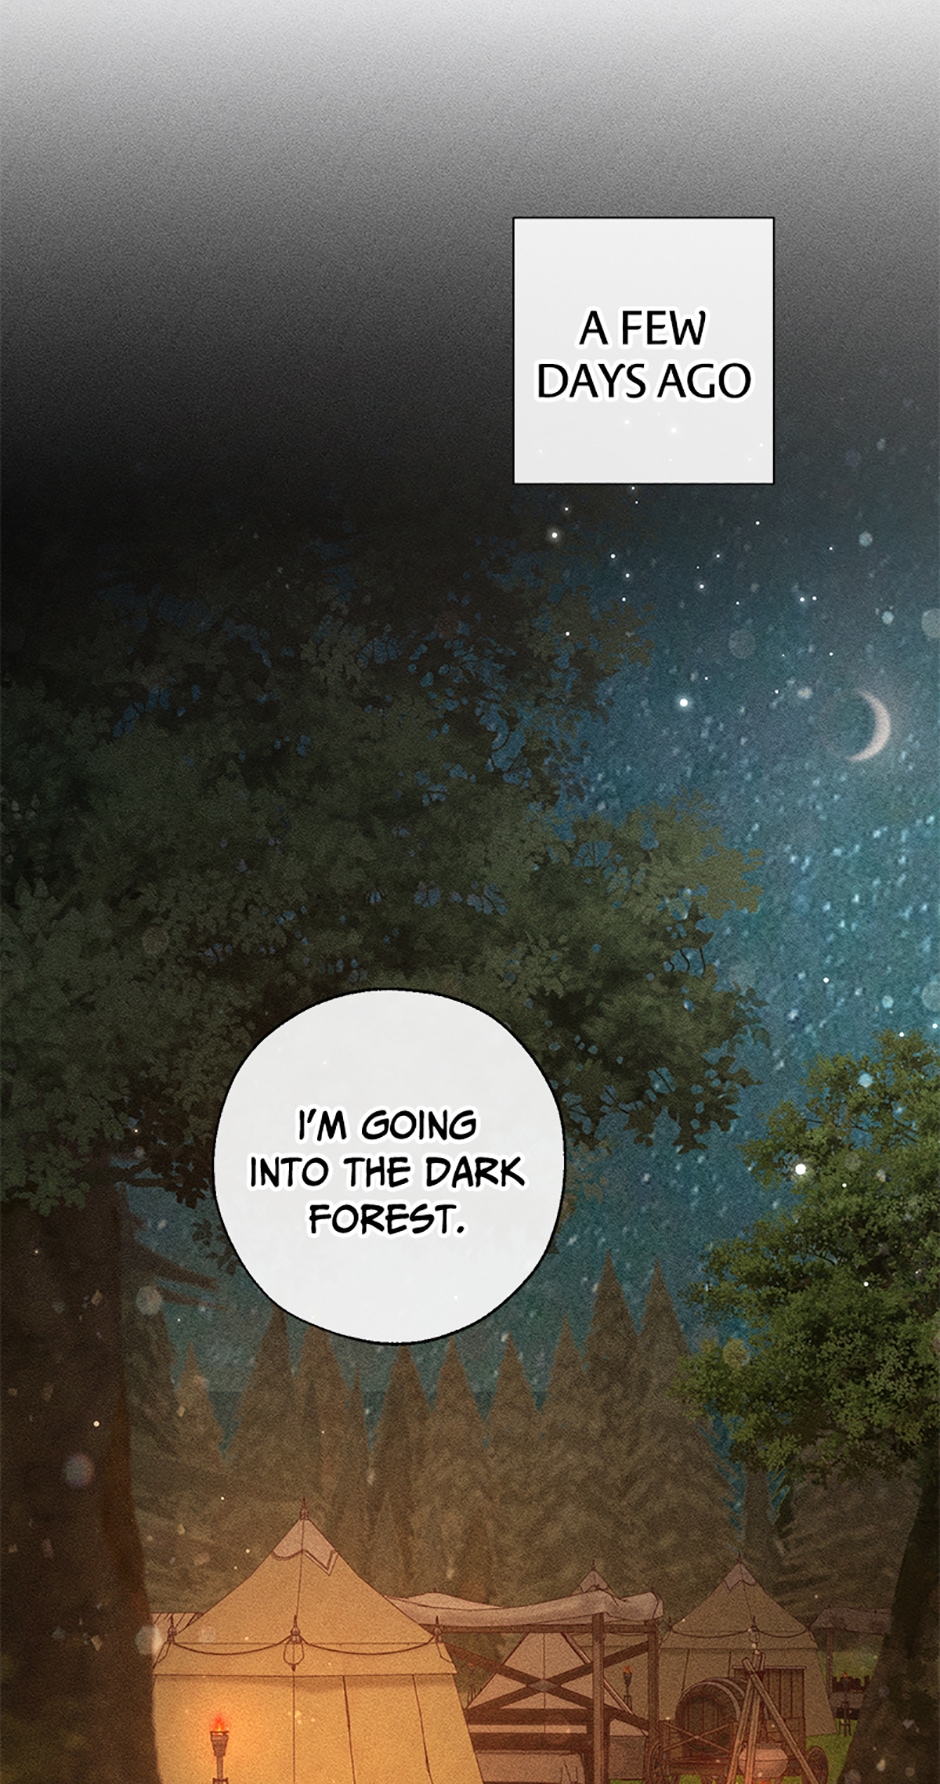 A FEW
DAYS AGO
I'M GOING
INTO THE DARK
FOREST.